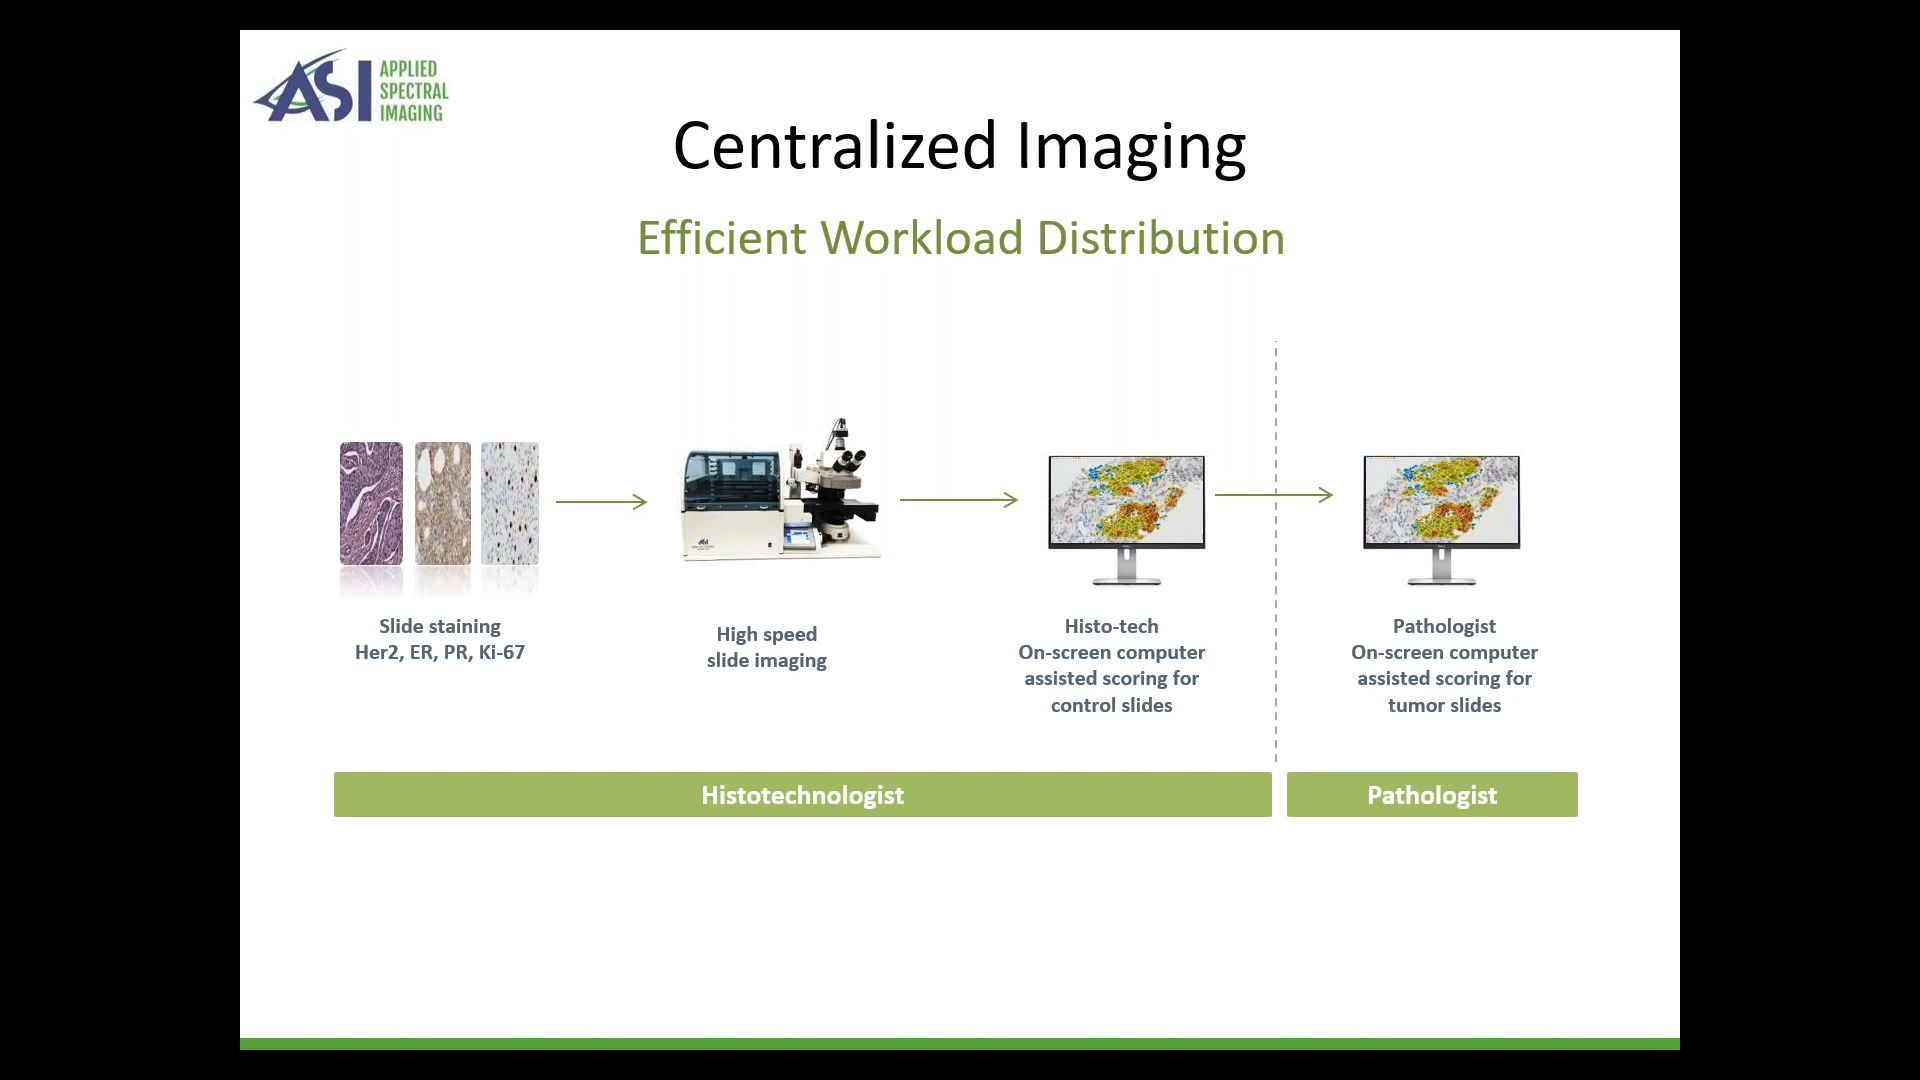 ASI APPLIED
SPECTRAL
IMAGING
Centralized Imaging
Efficient Workload Distribution
Slide staining
Her2, ER, PR, Ki-67
High speed
slide imaging
Histo-tech
On-screen computer
assisted scoring for
control slides
Pathologist
On-screen computer
assisted scoring for
tumor slides
ASI
Histotechnologist
Pathologist